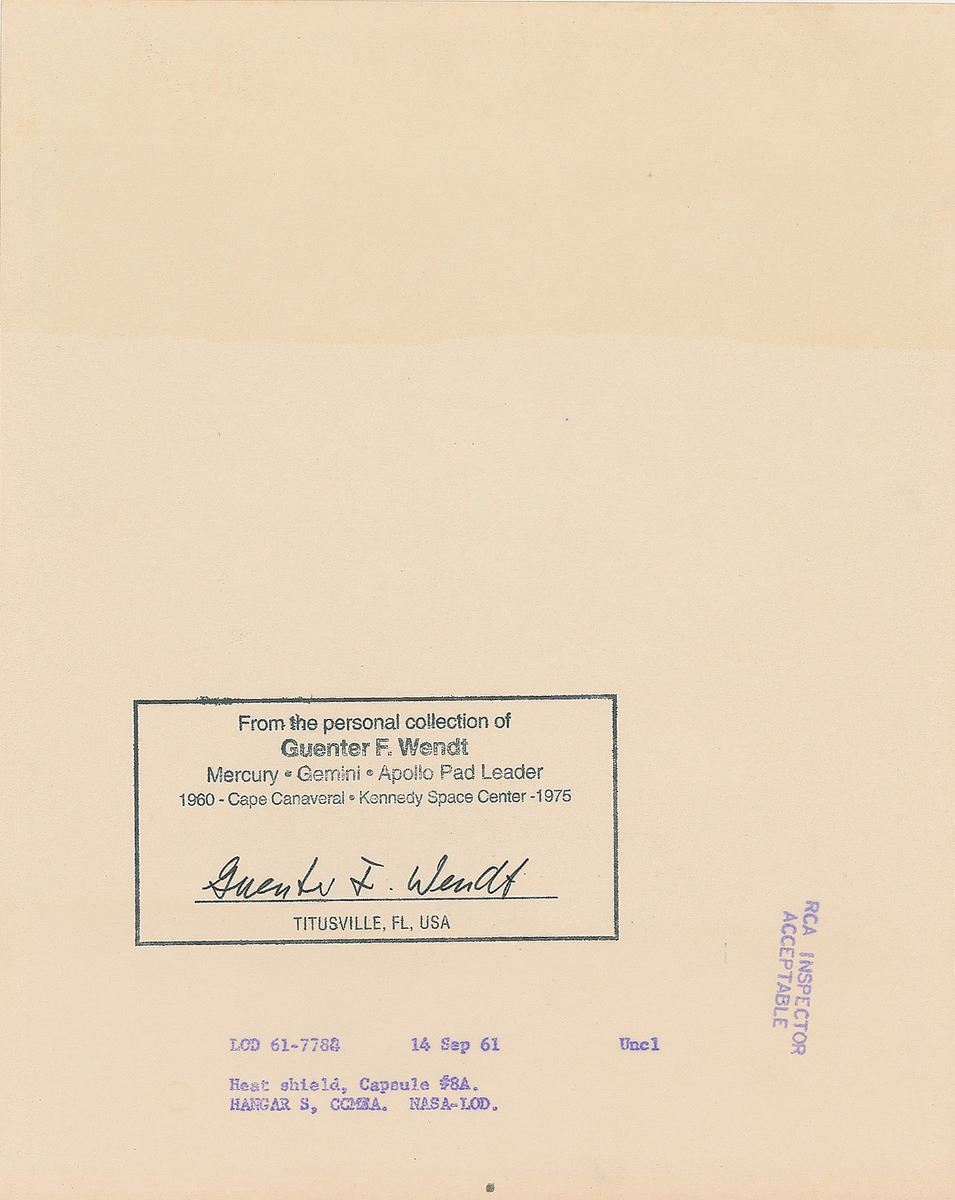 From the personal collection of
Guenter F. Wendt
Mercury • Gemini • Apollo Pad Leader
1960 - Cape Canaveral • Kennedy Space Center -1975
Guenter F. Wendt
TITUSVILLE, FL, USA
RCA INSPECTOR
ACCEPTABLE
LOD 61-7788 14 Sep 61 Uncl
Heat shield, Capsule #8A.
HANGAR S, CCMTA. NASA-LOD.